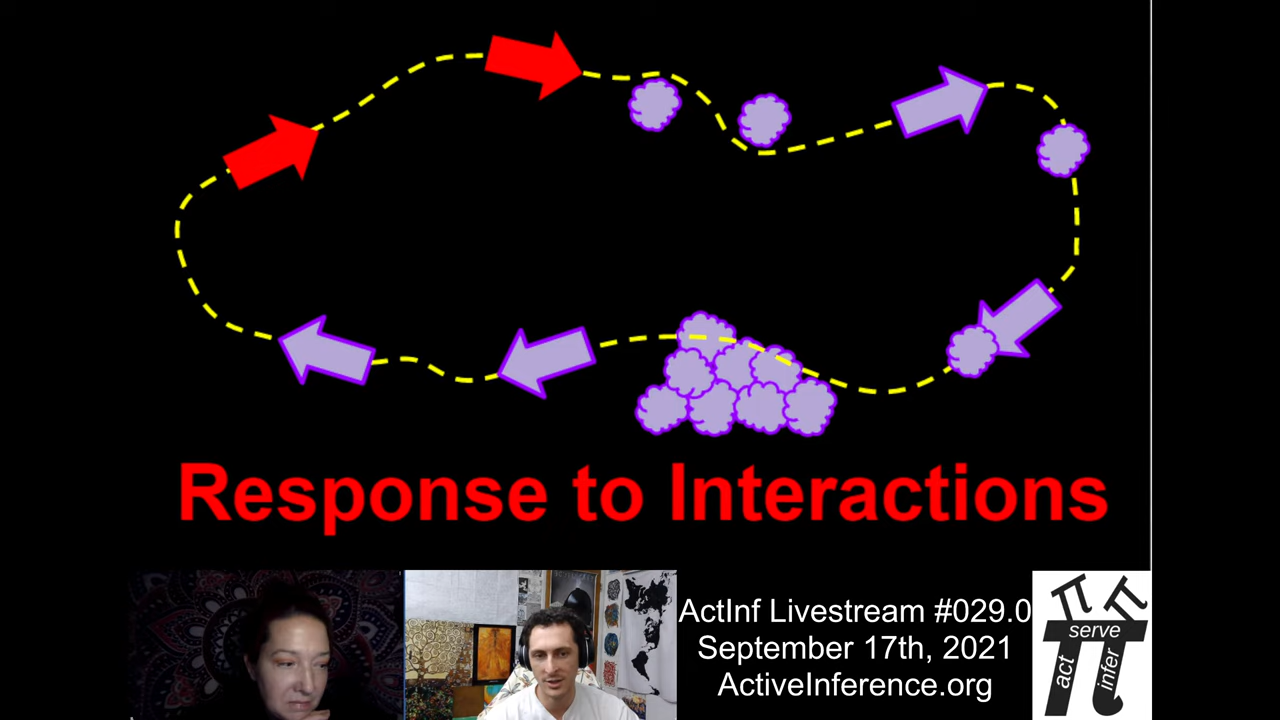 Response to Interactions
ActInf Livestream #029.0
September 17th, 2021
ActiveInference.org
serve
act
infer